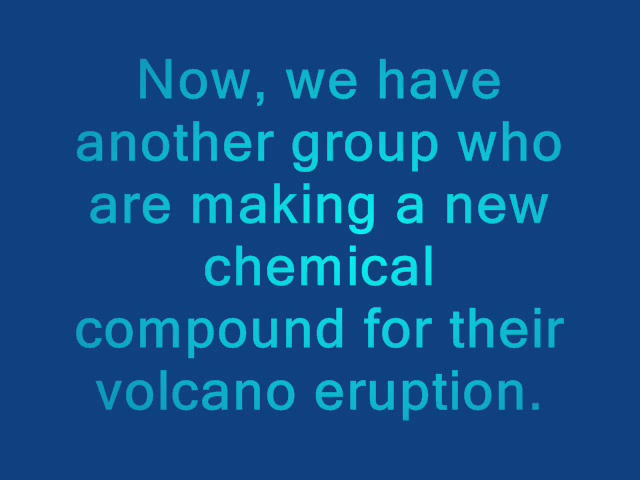 Now, we have
another group who
are making a new
chemical
compound for their
volcano eruption.